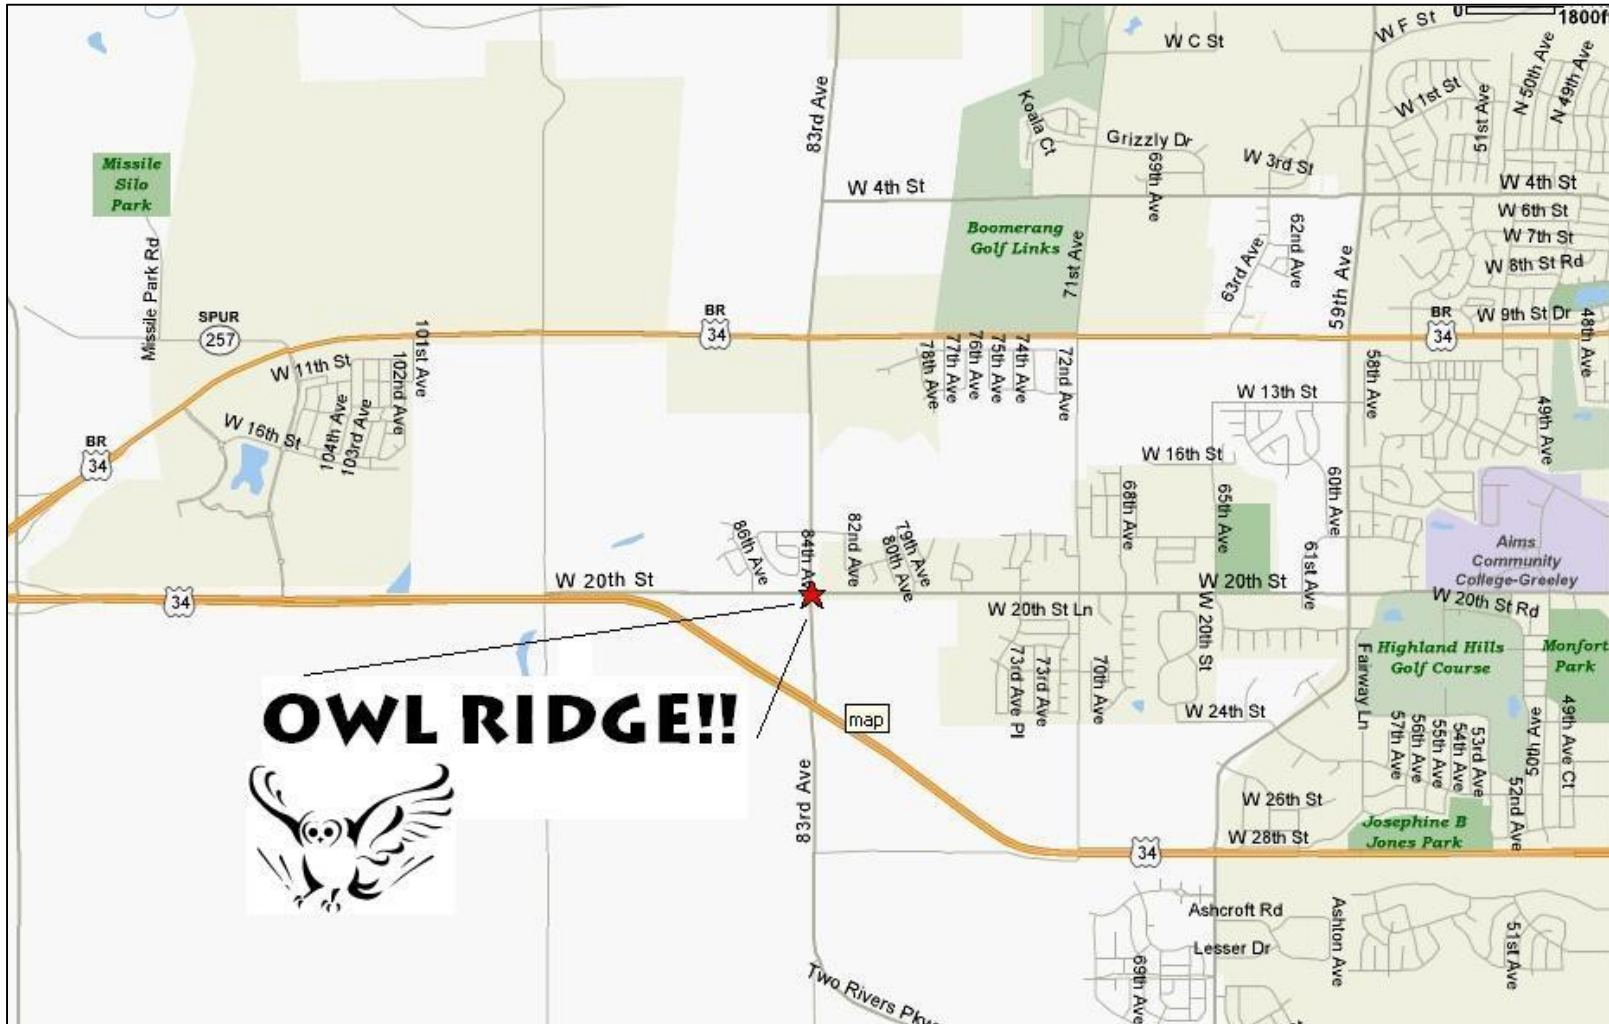 0
1800ft
W F St
W C St
N 50th Ave
N 49th Ave
83rd Ave
Koala Ct
W 1st St
51st Ave
Grizzly Dr
W 3rd St
69th Ave
Missile
Silo
Park
W 4th St
W 4th St
W 6th St
Boomerang
Golf Links
71st Ave
62nd Ave
63rd Ave
59th Ave
W 7th St
W 8th St Rd
Missile Park Rd
SPUR
257
BR
34
BR
34
W 9th St Dr
48th Ave
101st Ave
W 11th St
102nd Ave
104th Ave
103rd Ave
W 16th St
78th Ave
77th Ave
76th Ave
75th Ave
74th Ave
72nd Ave
58th Ave
W 13th St
49th Ave
BR
34
W 16th St
68th Ave
65th Ave
60th Ave
86th Ave
84th Av
82nd Ave
79th Ave
80th Ave
61st Ave
Aims
Community
College-Greeley
34
W 20th St
W 20th St
W 20th St Rd
W 20th St Ln
W 20th St
73rd Ave Pl
73rd Ave
70th Ave
Fairway Ln
Highland Hills
Golf Course
Monfort
Park
OWL RIDGE!!
map
W 24th St
57th Ave
56th Ave
55th Ave
54th Ave
53rd Ave
50th Ave
49th Ave Ct
52nd Ave
83rd Ave
W 26th St
W 28th St
Josephine B
Jones Park
34
Ashcroft Rd
Lesser Dr
Ashton Ave
51st Ave
69th Ave
Two Rivers Pkwy